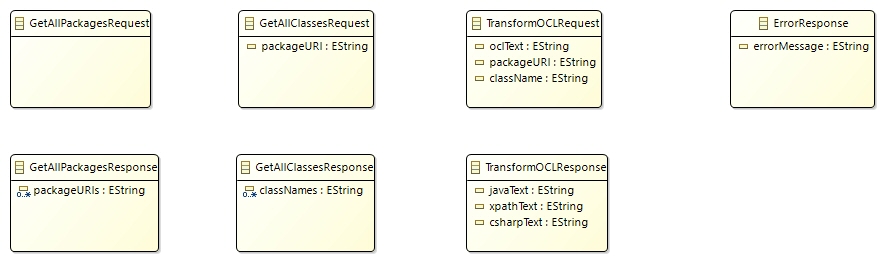 GetAllPackagesRequest
GetAllClassesRequest
packageURI : EString
TransformOCLRequest
oclText : EString
packageURI : EString
className : EString
ErrorResponse
errorMessage : EString
GetAllPackagesResponse
0..* packageURIs : EString
GetAllClassesResponse
0..* classNames : EString
TransformOCLResponse
javaText : EString
xpathText : EString
csharpText : EString